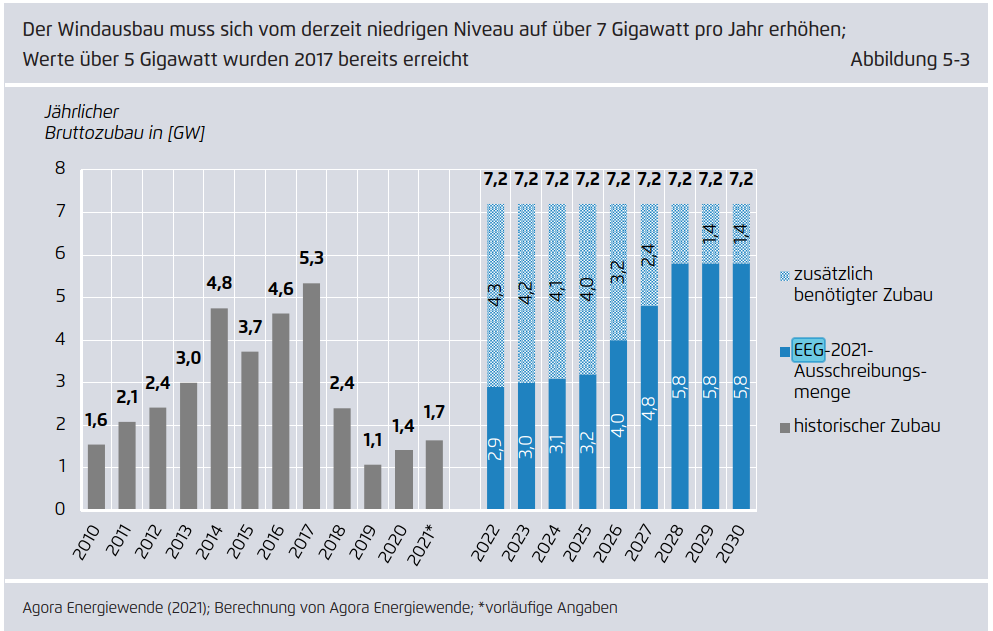 Der Windausbau muss sich vom derzeit niedrigen Niveau auf über 7 Gigawatt pro Jahr erhöhen;
Werte über 5 Gigawatt wurden 2017 bereits erreicht
Abbildung 5-3
Jährlicher
Bruttozubau in [GW]
8
7
6
5
4
3
2
1
0
1,6
2,1
2,4
3,0
4,8
3,7
4,6
5,3
2,4
1,1
1,4
1,7
7,2 7,2 7,2 7,2 7,2 7,2 7,2 7,2 7,2
4,3 4,2 4,1 4,0 3,2 2,4 1,4 1,4
2,9 3,0 3,1 3,2 4,0 4,8 5,8 5,8 5,8
2010 2011 2012 2013 2014 2015 2016 2017 2018 2019 2020 2021* 2022 2023 2024 2025 2026 2027 2028 2029 2030
zusätzlich
benötigter Zubau
EEG-2021-
Ausschreibungs-
menge
historischer Zubau
Agora Energiewende (2021); Berechnung von Agora Energiewende; *vorläufige Angaben